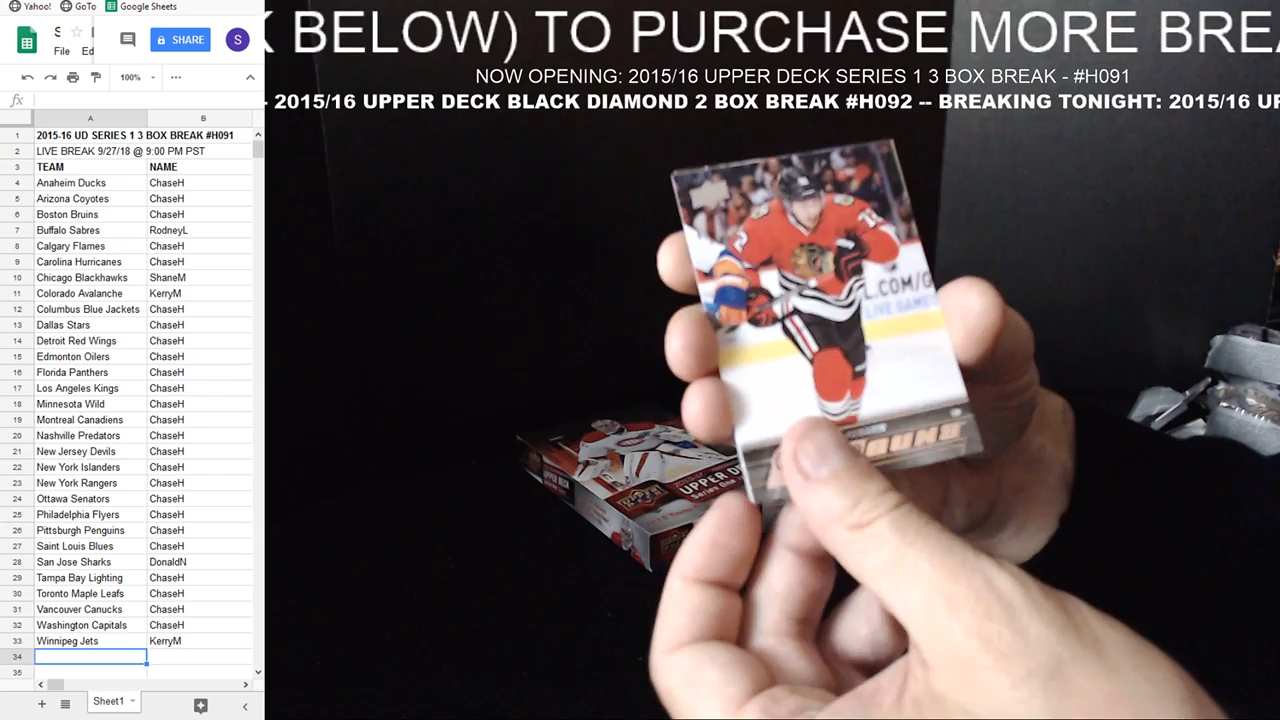 Yahoo! GoTo Google Sheets
S
File Ed
SHARE
S
100%
fx
A B
1 2015-16 UD SERIES 1 3 BOX BREAK #H091
2 LIVE BREAK 9/27/18 @ 9:00 PM PST
3 TEAM NAME
4 Anaheim Ducks ChaseH
5 Arizona Coyotes ChaseH
6 Boston Bruins ChaseH
7 Buffalo Sabres RodneyL
8 Calgary Flames ChaseH
9 Carolina Hurricanes ChaseH
10 Chicago Blackhawks ShaneM
11 Colorado Avalanche KerryM
12 Columbus Blue Jackets ChaseH
13 Dallas Stars ChaseH
14 Detroit Red Wings ChaseH
15 Edmonton Oilers ChaseH
16 Florida Panthers ChaseH
17 Los Angeles Kings ChaseH
18 Minnesota Wild ChaseH
19 Montreal Canadiens ChaseH
20 Nashville Predators ChaseH
21 New Jersey Devils ChaseH
22 New York Islanders ChaseH
23 New York Rangers ChaseH
24 Ottawa Senators ChaseH
25 Philadelphia Flyers ChaseH
26 Pittsburgh Penguins ChaseH
27 Saint Louis Blues ChaseH
28 San Jose Sharks DonaldN
29 Tampa Bay Lighting ChaseH
30 Toronto Maple Leafs ChaseH
31 Vancouver Canucks ChaseH
32 Washington Capitals ChaseH
33 Winnipeg Jets KerryM
34
35
Sheet1
K BELOW) TO PURCHASE MORE BREA
NOW OPENING: 2015/16 UPPER DECK SERIES 1 3 BOX BREAK - #H091
- 2015/16 UPPER DECK BLACK DIAMOND 2 BOX BREAK #H092 -- BREAKING TONIGHT: 2015/16 UP
L.COM/G
LIVE GAME
UPPER D
Series One